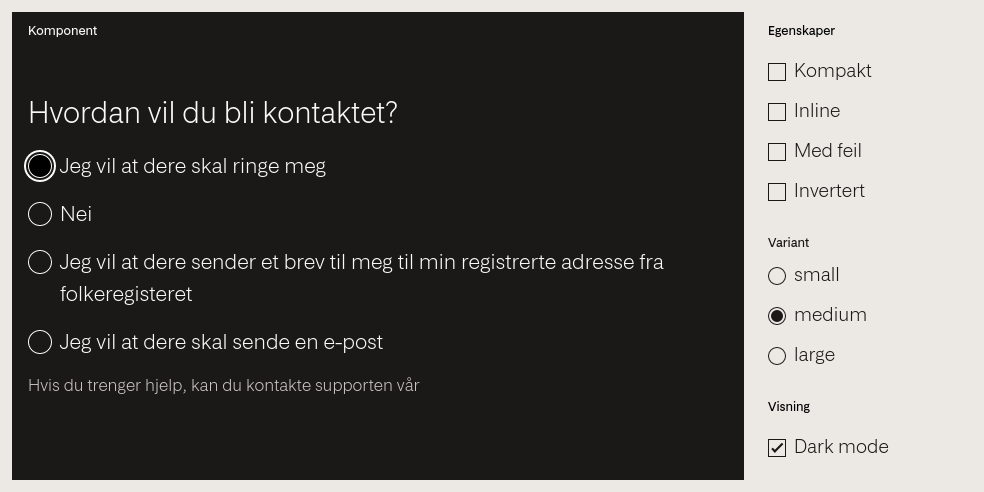 Komponent
Hvordan vil du bli kontaktet?
Jeg vil at dere skal ringe meg
Nei
Jeg vil at dere sender et brev til meg til min registrerte adresse fra
folkeregisteret
Jeg vil at dere skal sende en e-post
Hvis du trenger hjelp, kan du kontakte supporten vår
Egenskaper
Kompakt
Inline
Med feil
Invertert
Variant
small
medium
large
Visning
Dark mode